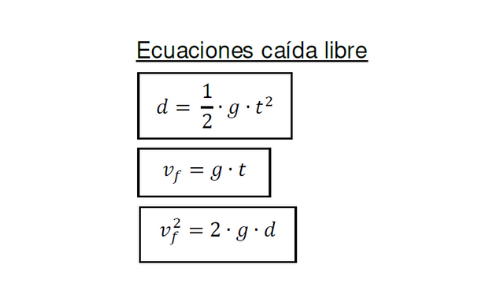 Ecuaciones caída libre
d = 1/2 · g · t²
v_f = g · t
v_f² = 2 · g · d